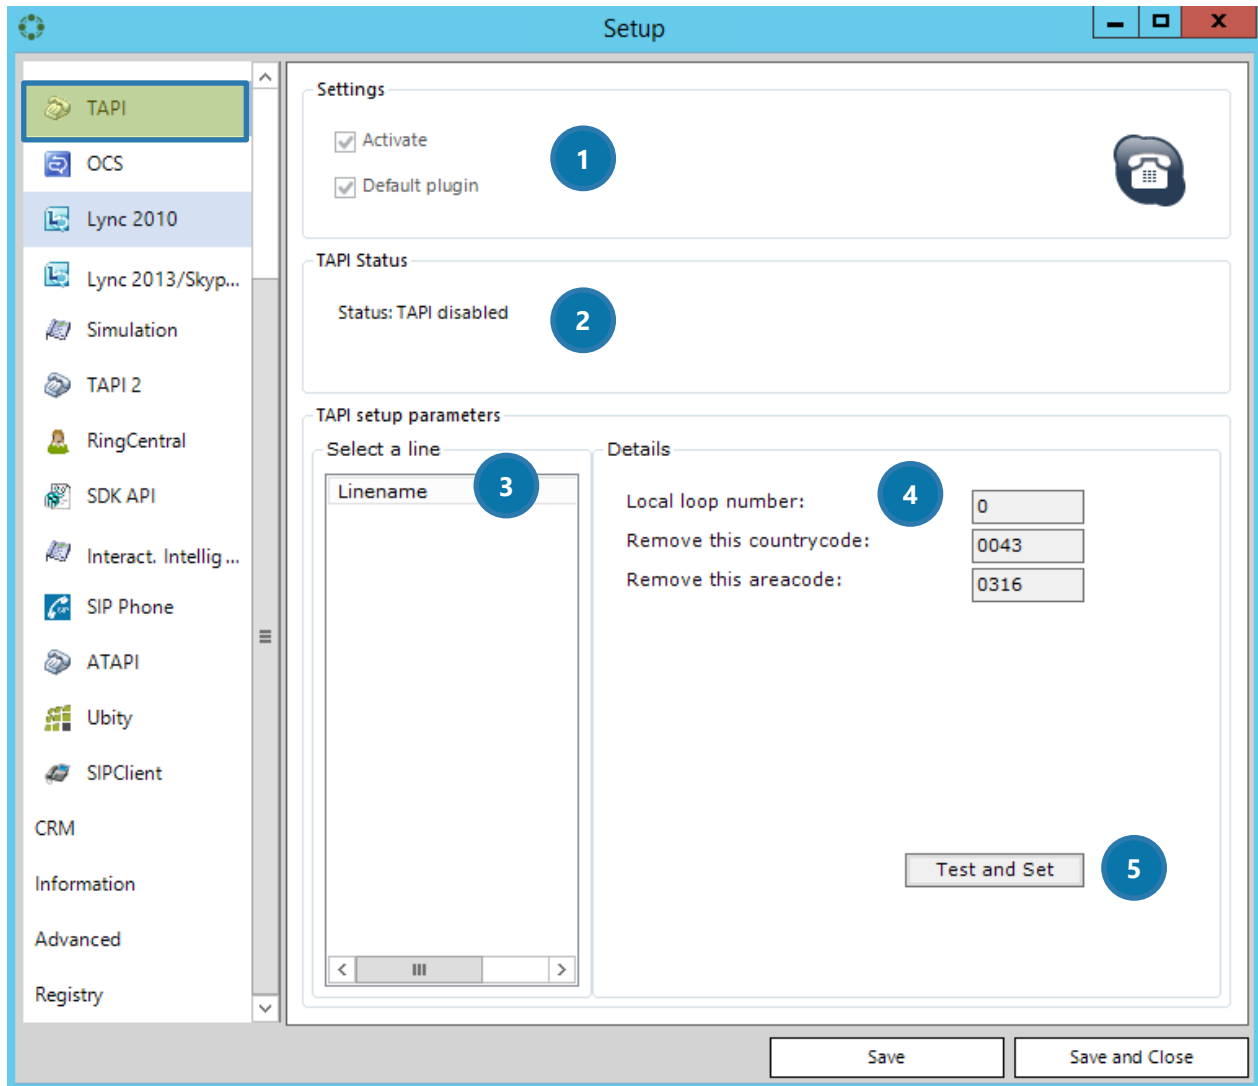 Setup
TAPI
OCS
Lync 2010
Lync 2013/Skyp...
Simulation
TAPI 2
RingCentral
SDK API
Interact. Intellig ...
SIP Phone
ATAPI
Ubity
SIPClient
CRM
Information
Advanced
Registry
Settings
Activate
Default plugin
1
TAPI Status
Status: TAPI disabled
2
TAPI setup parameters
Select a line
Linename
3
Details
4
Local loop number: 0
Remove this countrycode: 0043
Remove this areacode: 0316
Test and Set
5
Save
Save and Close